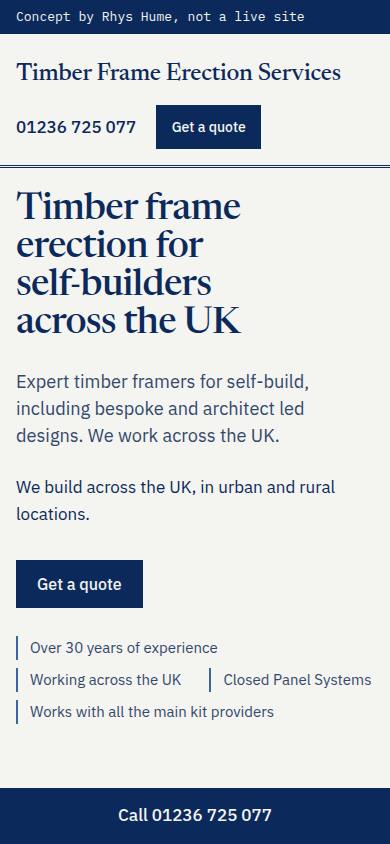 Concept by Rhys Hume, not a live site
Timber Frame Erection Services
01236 725 077
Get a quote
Timber frame
erection for
self-builders
across the UK
Expert timber framers for self-build,
including bespoke and architect led
designs. We work across the UK.
We build across the UK, in urban and rural
locations.
Get a quote
Over 30 years of experience
Working across the UK
Closed Panel Systems
Works with all the main kit providers
Call 01236 725 077